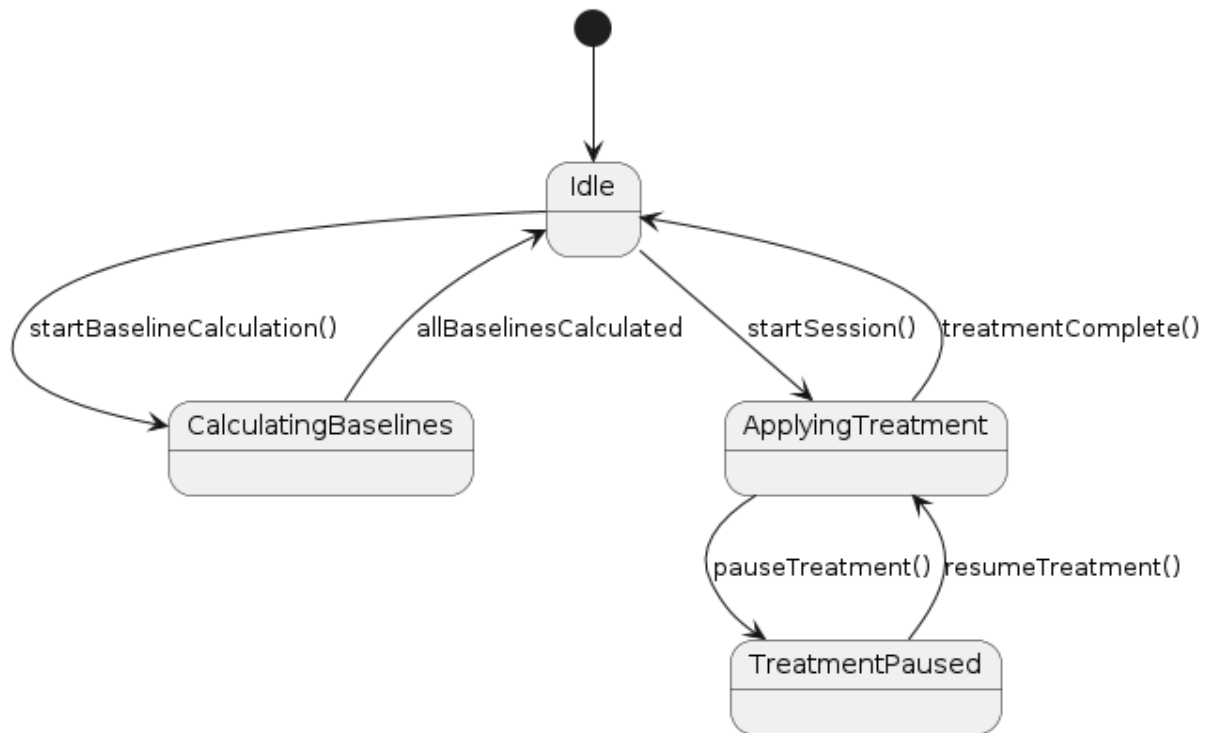 Idle
startBaselineCalculation()
allBaselinesCalculated
startSession()
treatmentComplete()
CalculatingBaselines
ApplyingTreatment
pauseTreatment()
resumeTreatment()
TreatmentPaused